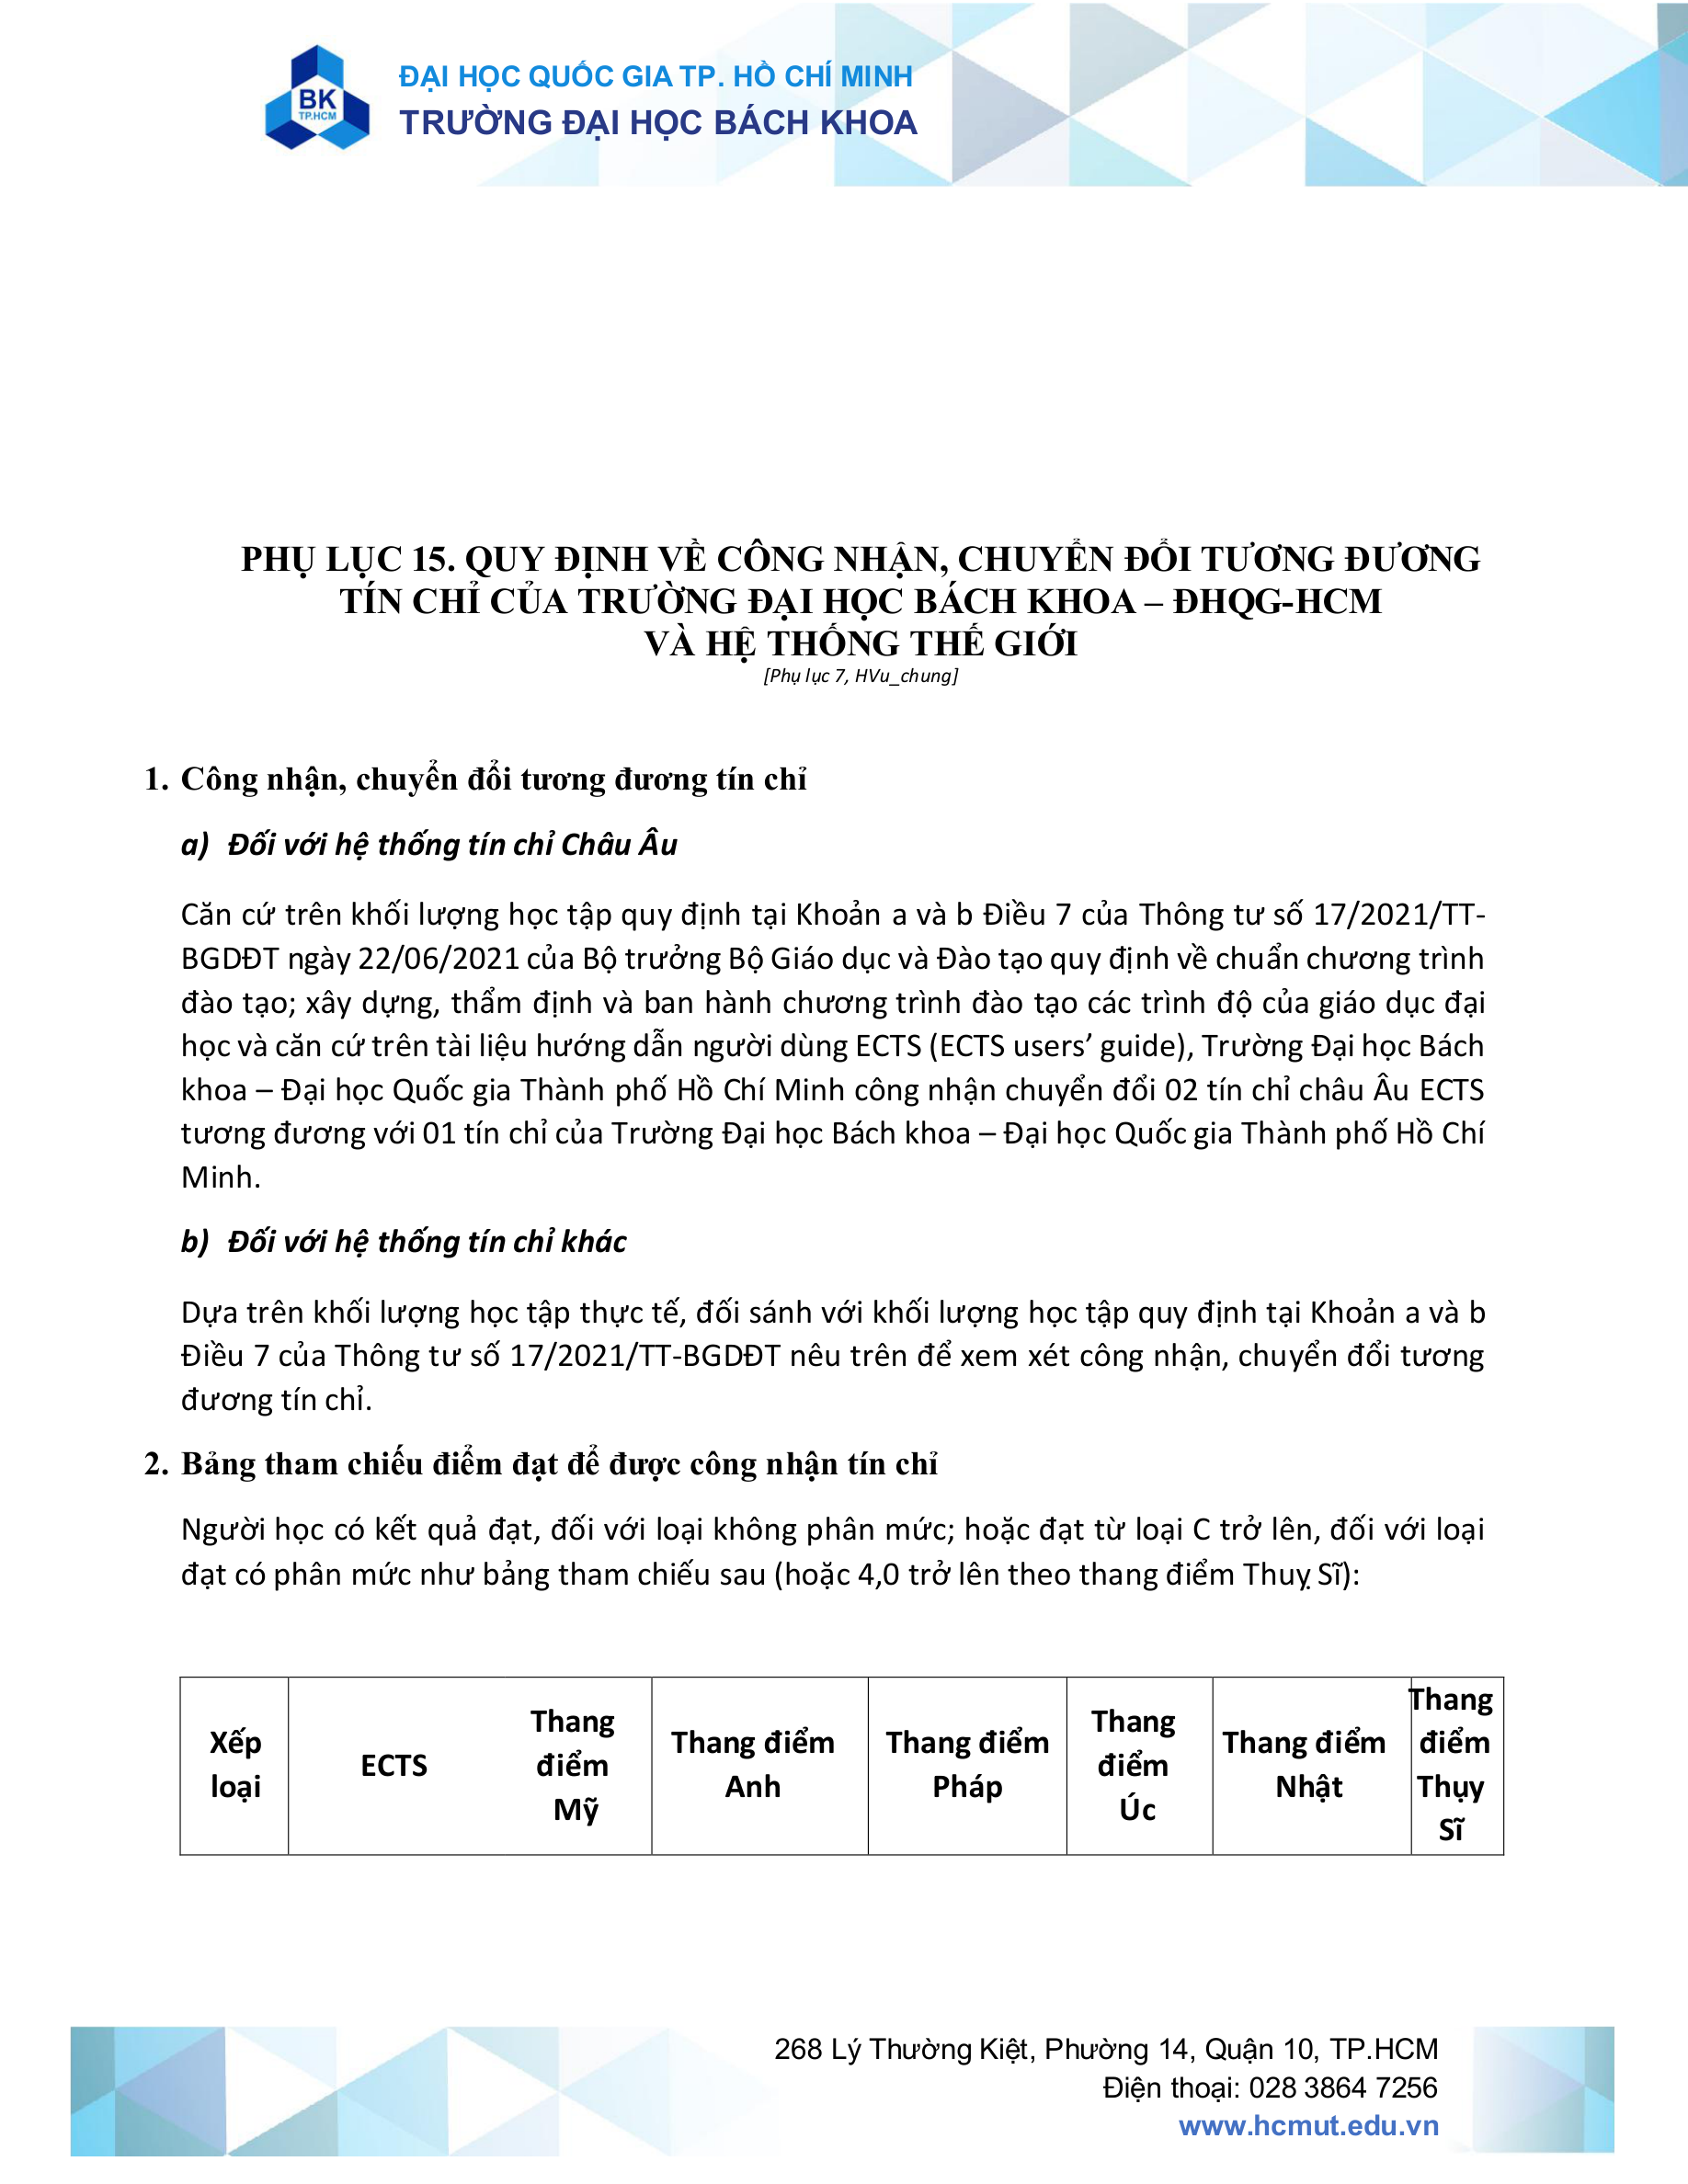 BK
TP.HCM
ĐẠI HỌC QUỐC GIA TP. HỒ CHÍ MINH
TRƯỜNG ĐẠI HỌC BÁCH KHOA
PHỤ LỤC 15. QUY ĐỊNH VỀ CÔNG NHẬN, CHUYỂN ĐỔI TƯƠNG ĐƯƠNG
TÍN CHỈ CỦA TRƯỜNG ĐẠI HỌC BÁCH KHOA – ĐHQG-HCM
VÀ HỆ THỐNG THẾ GIỚI
[Phụ lục 7, HVu_chung]
1. Công nhận, chuyển đổi tương đương tín chỉ
a) Đối với hệ thống tín chỉ Châu Âu
Căn cứ trên khối lượng học tập quy định tại Khoản a và b Điều 7 của Thông tư số 17/2021/TT-
BGDĐT ngày 22/06/2021 của Bộ trưởng Bộ Giáo dục và Đào tạo quy định về chuẩn chương trình
đào tạo; xây dựng, thẩm định và ban hành chương trình đào tạo các trình độ của giáo dục đại
học và căn cứ trên tài liệu hướng dẫn người dùng ECTS (ECTS users’ guide), Trường Đại học Bách
khoa – Đại học Quốc gia Thành phố Hồ Chí Minh công nhận chuyển đổi 02 tín chỉ châu Âu ECTS
tương đương với 01 tín chỉ của Trường Đại học Bách khoa – Đại học Quốc gia Thành phố Hồ Chí
Minh.
b) Đối với hệ thống tín chỉ khác
Dựa trên khối lượng học tập thực tế, đối sánh với khối lượng học tập quy định tại Khoản a và b
Điều 7 của Thông tư số 17/2021/TT-BGDĐT nêu trên để xem xét công nhận, chuyển đổi tương
đương tín chỉ.
2. Bảng tham chiếu điểm đạt để được công nhận tín chỉ
Người học có kết quả đạt, đối với loại không phân mức; hoặc đạt từ loại C trở lên, đối với loại
đạt có phân mức như bảng tham chiếu sau (hoặc 4,0 trở lên theo thang điểm Thuỵ Sĩ):
Xếp
loại
ECTS
Thang
điểm
Mỹ
Thang điểm
Anh
Thang điểm
Pháp
Thang
điểm
Úc
Thang điểm
Nhật
Thang
điểm
Thụy
Sĩ
268 Lý Thường Kiệt, Phường 14, Quận 10, TP.HCM
Điện thoại: 028 3864 7256
www.hcmut.edu.vn